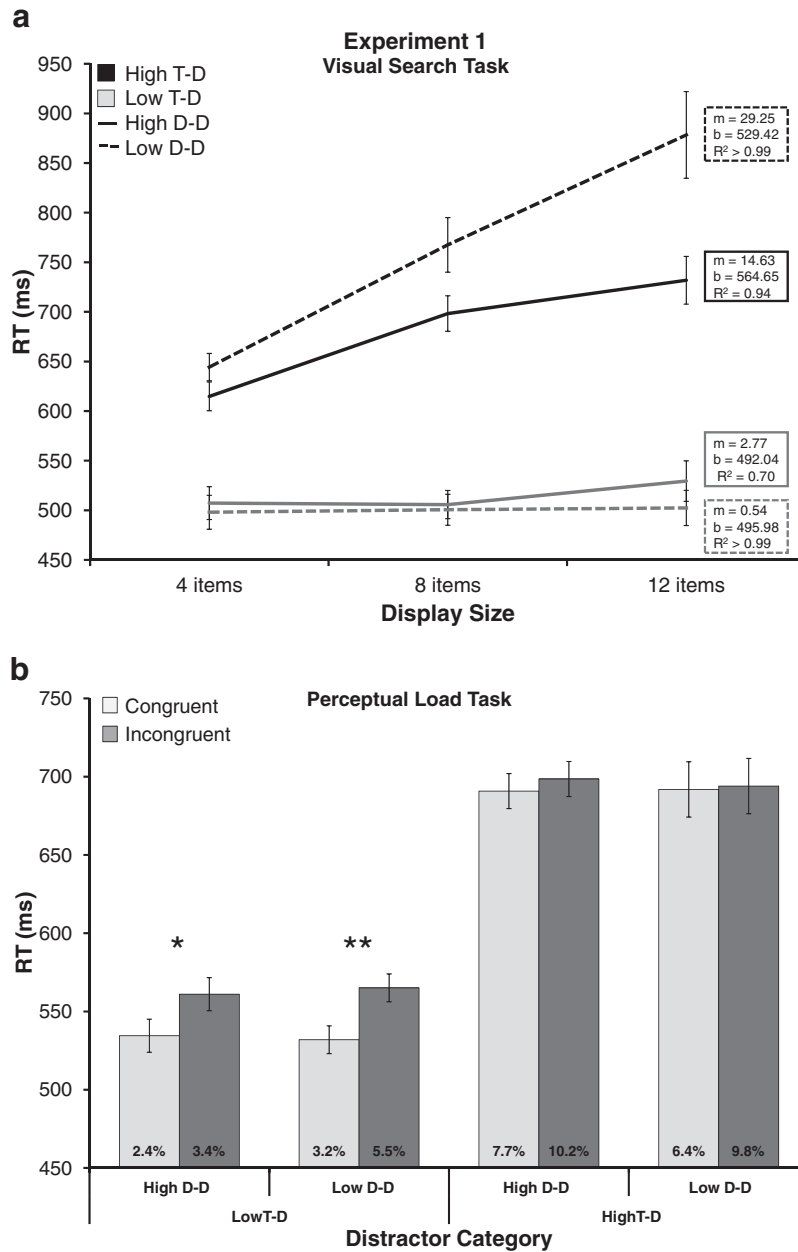 a
Experiment 1
Visual Search Task
High T-D
Low T-D
High D-D
Low D-D
RT (ms)
950
900
850
800
750
700
650
600
550
500
450
m = 29.25
b = 529.42
R² > 0.99
m = 14.63
b = 564.65
R² = 0.94
m = 2.77
b = 492.04
R² = 0.70
m = 0.54
b = 495.98
R² > 0.99
4 items 8 items 12 items
Display Size
b
Perceptual Load Task
Congruent
Incongruent
RT (ms)
750
700
650
600
550
500
450
* **
2.4% 3.4% 3.2% 5.5% 7.7% 10.2% 6.4% 9.8%
High D-D Low D-D High D-D Low D-D
LowT-D HighT-D
Distractor Category